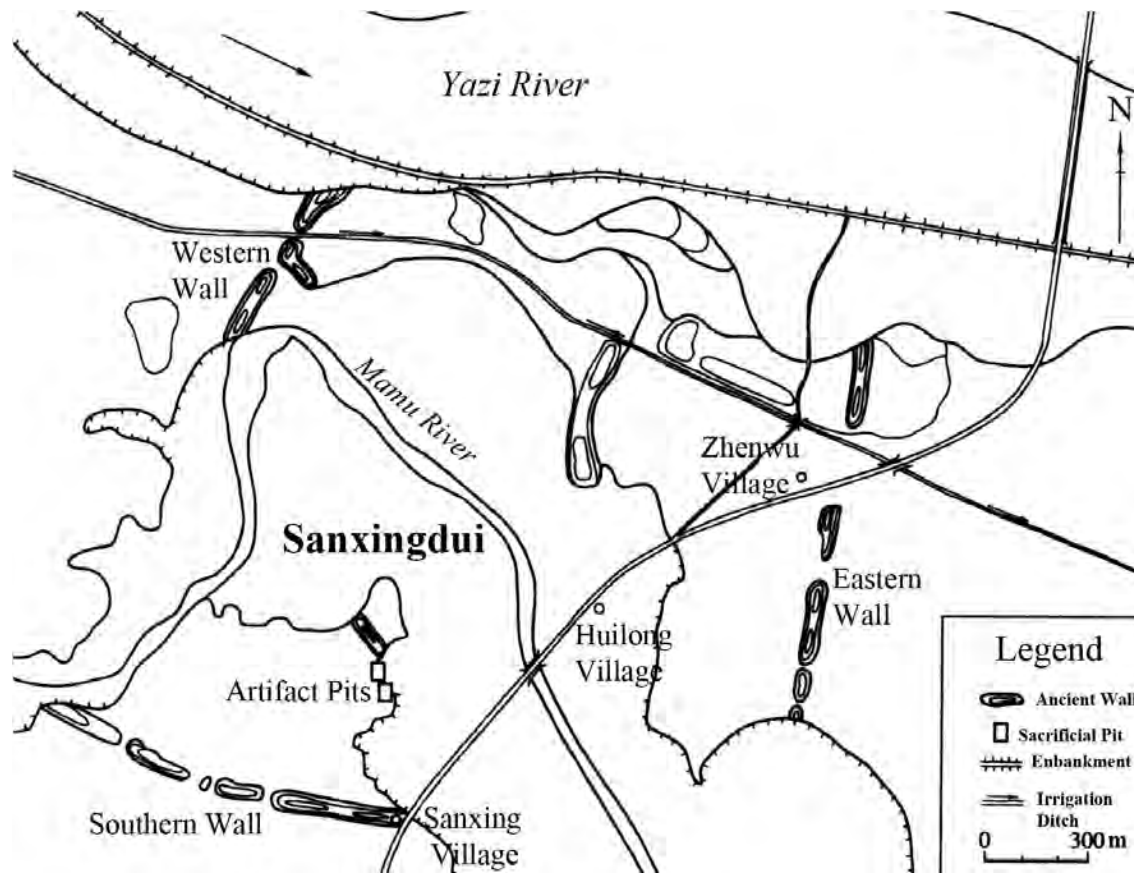 Yazi River
N
Western
Wall
Mamu River
Zhenwu
Village
Sanxingdui
Eastern
Wall
Huilong
Village
Artifact Pits
Southern Wall
Sanxing
Village
Legend
Ancient Wall
Sacrificial Pit
Enbankment
Irrigation
Ditch
0 300 m